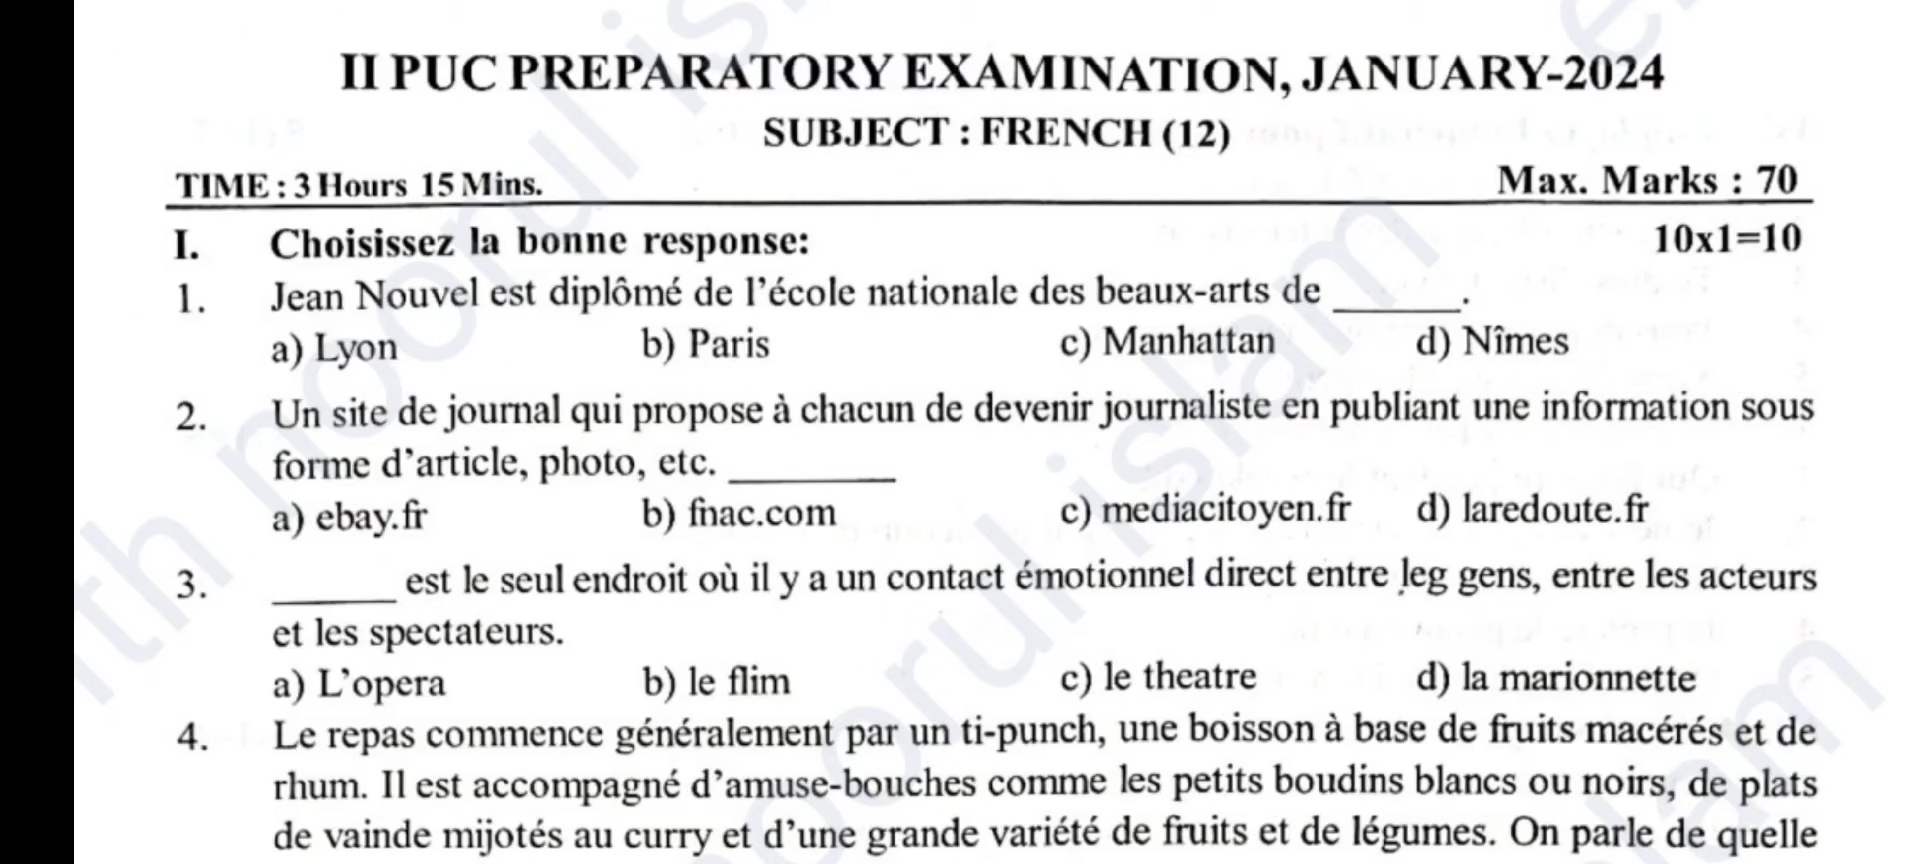 II PUC PREPARATORY EXAMINATION, JANUARY-2024
SUBJECT : FRENCH (12)
TIME : 3 Hours 15 Mins. Max. Marks : 70
I. Choisissez la bonne response: 10x1=10
1. Jean Nouvel est diplômé de l'école nationale des beaux-arts de ______.
a) Lyon b) Paris c) Manhattan d) Nîmes
2. Un site de journal qui propose à chacun de devenir journaliste en publiant une information sous
forme d'article, photo, etc. ________
a) ebay.fr b) fnac.com c) mediacitoyen.fr d) laredoute.fr
3. ______ est le seul endroit où il y a un contact émotionnel direct entre leg gens, entre les acteurs
et les spectateurs.
a) L'opera b) le flim c) le theatre d) la marionnette
4. Le repas commence généralement par un ti-punch, une boisson à base de fruits macérés et de
rhum. Il est accompagné d'amuse-bouches comme les petits boudins blancs ou noirs, de plats
de vainde mijotés au curry et d'une grande variété de fruits et de légumes. On parle de quelle
noorul islam